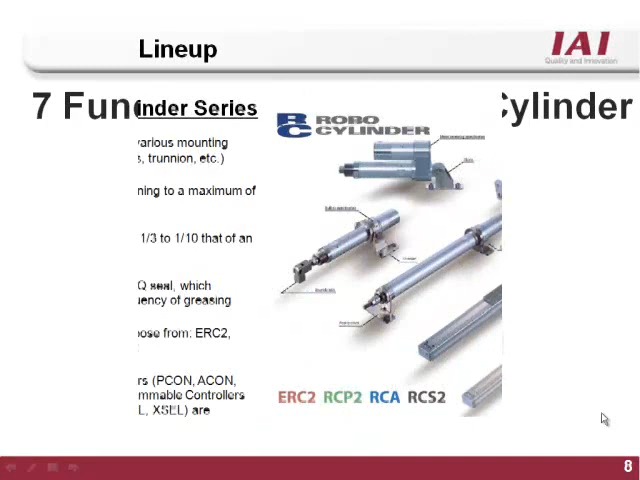 Lineup
IAI
Quality and Innovation
7 Fun
inder Series
Cylinder
RC ROBO
CYLINDER
various mounting
s, trunnion, etc.)
ning to a maximum of
1/3 to 1/10 that of an
Q seal, which
uency of greasing
ose from: ERC2,
rs (PCON, ACON,
mmable Controllers
L, XSEL) are
ERC2 RCP2 RCA RCS2
8